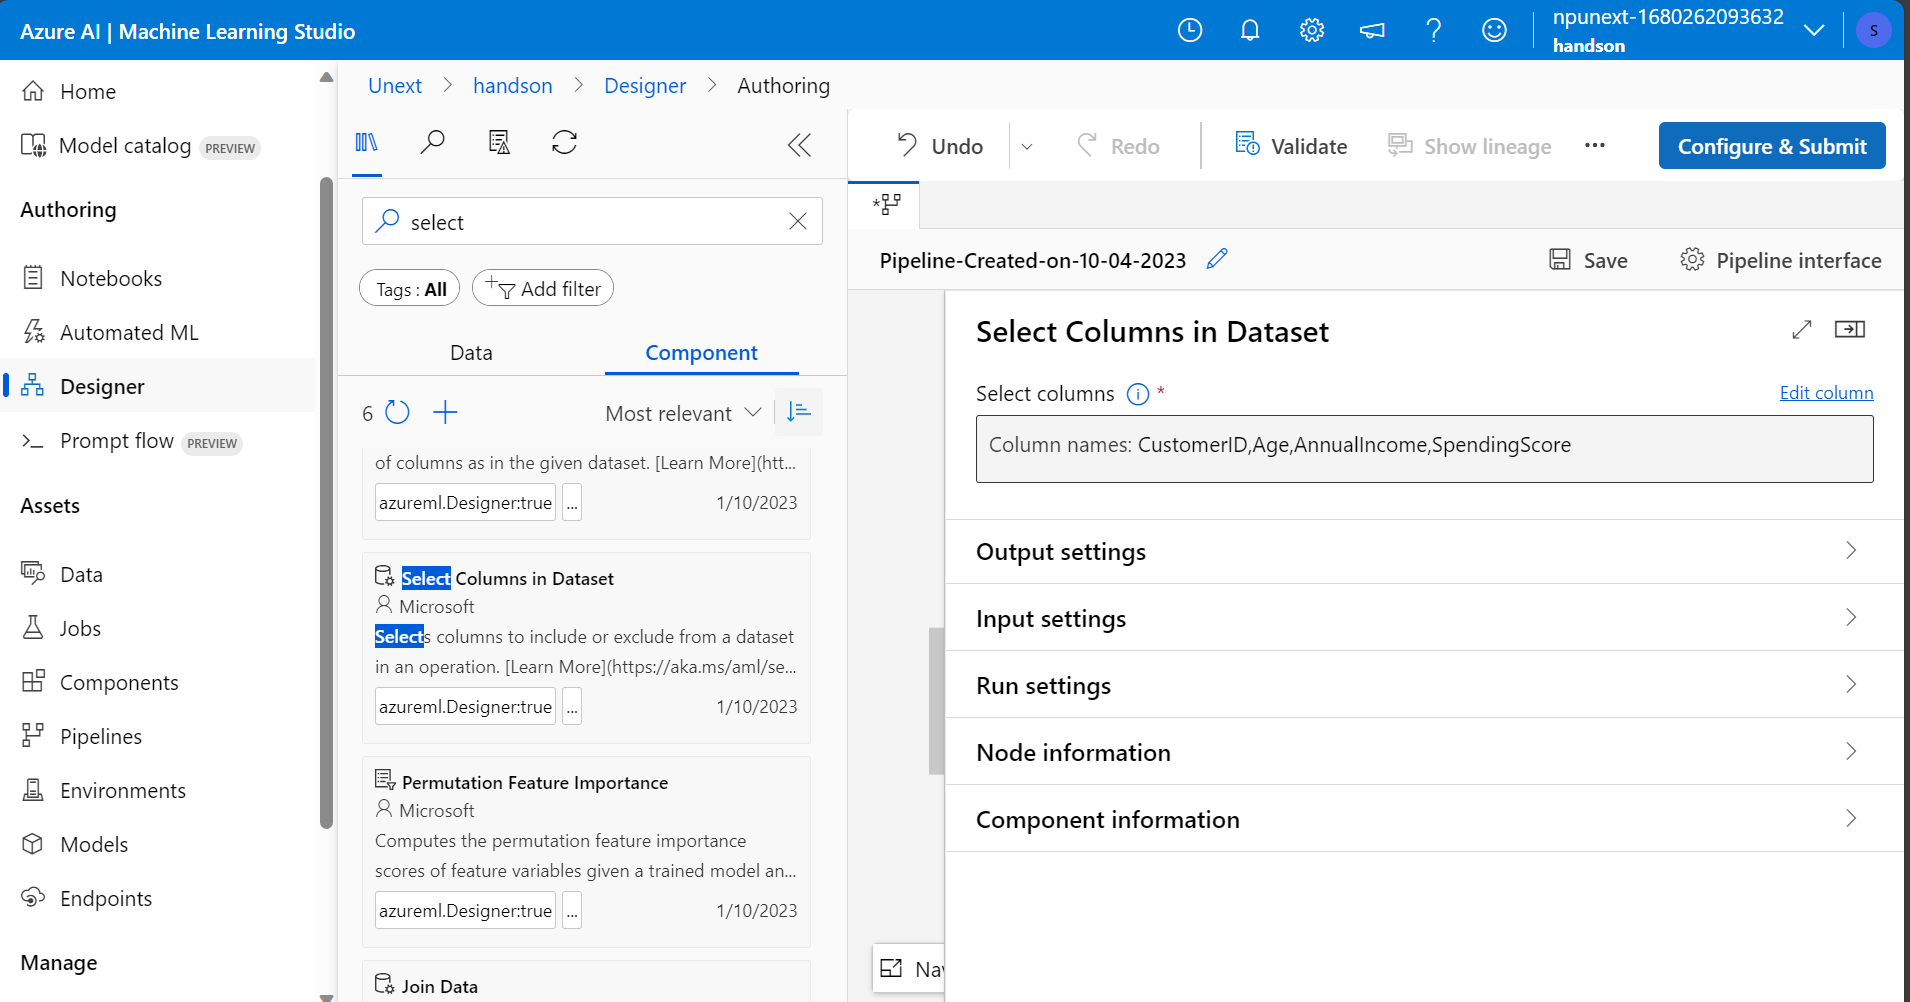 Azure AI | Machine Learning Studio
npunext-1680262093632
handson
S
Home
Model catalog PREVIEW
Authoring
Notebooks
Automated ML
Designer
Prompt flow PREVIEW
Assets
Data
Jobs
Components
Pipelines
Environments
Models
Endpoints
Manage
Unext > handson > Designer > Authoring
select
Tags : All
Add filter
Data
Component
6
Most relevant
of columns as in the given dataset. [Learn More](htt...
azureml.Designer:true
...
1/10/2023
Select Columns in Dataset
Microsoft
Selects columns to include or exclude from a dataset
in an operation. [Learn More](https://aka.ms/aml/se...
azureml.Designer:true
...
1/10/2023
Permutation Feature Importance
Microsoft
Computes the permutation feature importance
scores of feature variables given a trained model an...
azureml.Designer:true
...
1/10/2023
Join Data
Undo
Redo
Validate
Show lineage
...
Configure & Submit
Pipeline-Created-on-10-04-2023
Save
Pipeline interface
Select Columns in Dataset
Select columns *
Edit column
Column names: CustomerID,Age,AnnualIncome,SpendingScore
Output settings
Input settings
Run settings
Node information
Component information